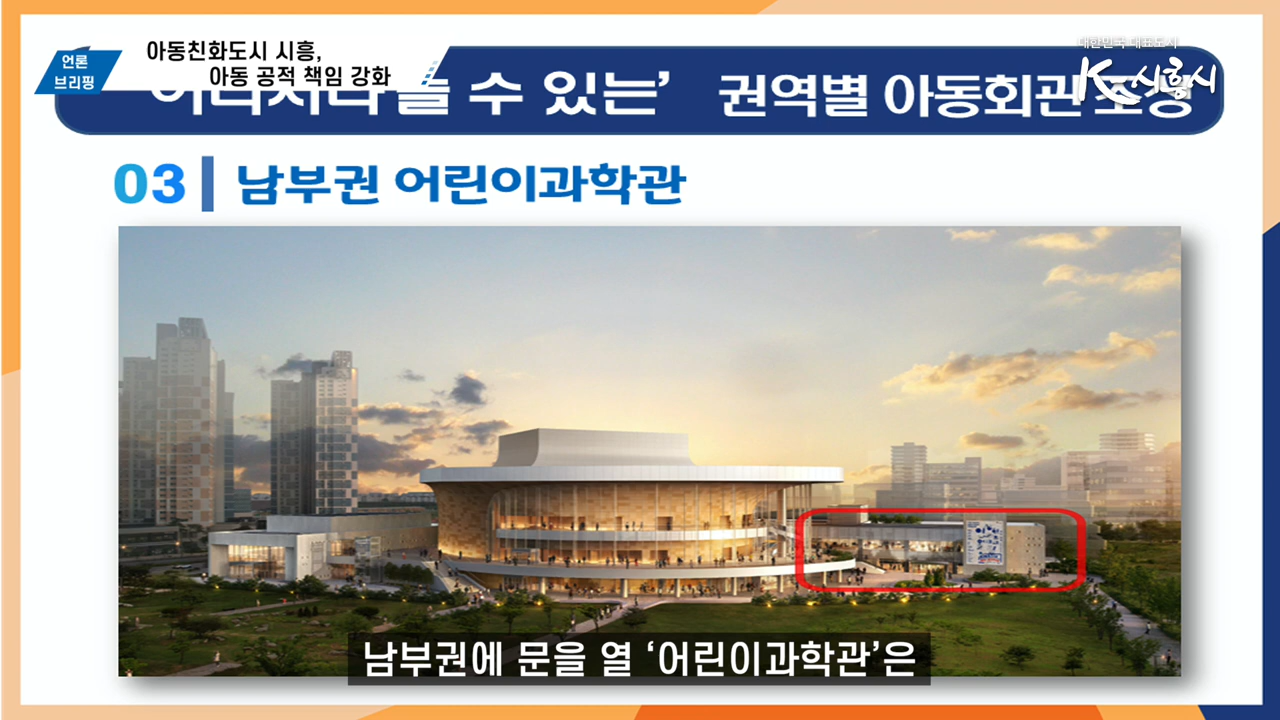 언론
브리핑
아동친화도시 시흥,
아동 공적 책임 강화
대한민국 대표도시
K 시흥시
수 있는’ 권역별 아동회관 조성
03 남부권 어린이과학관
남부권에 문을 열 ‘어린이과학관’은